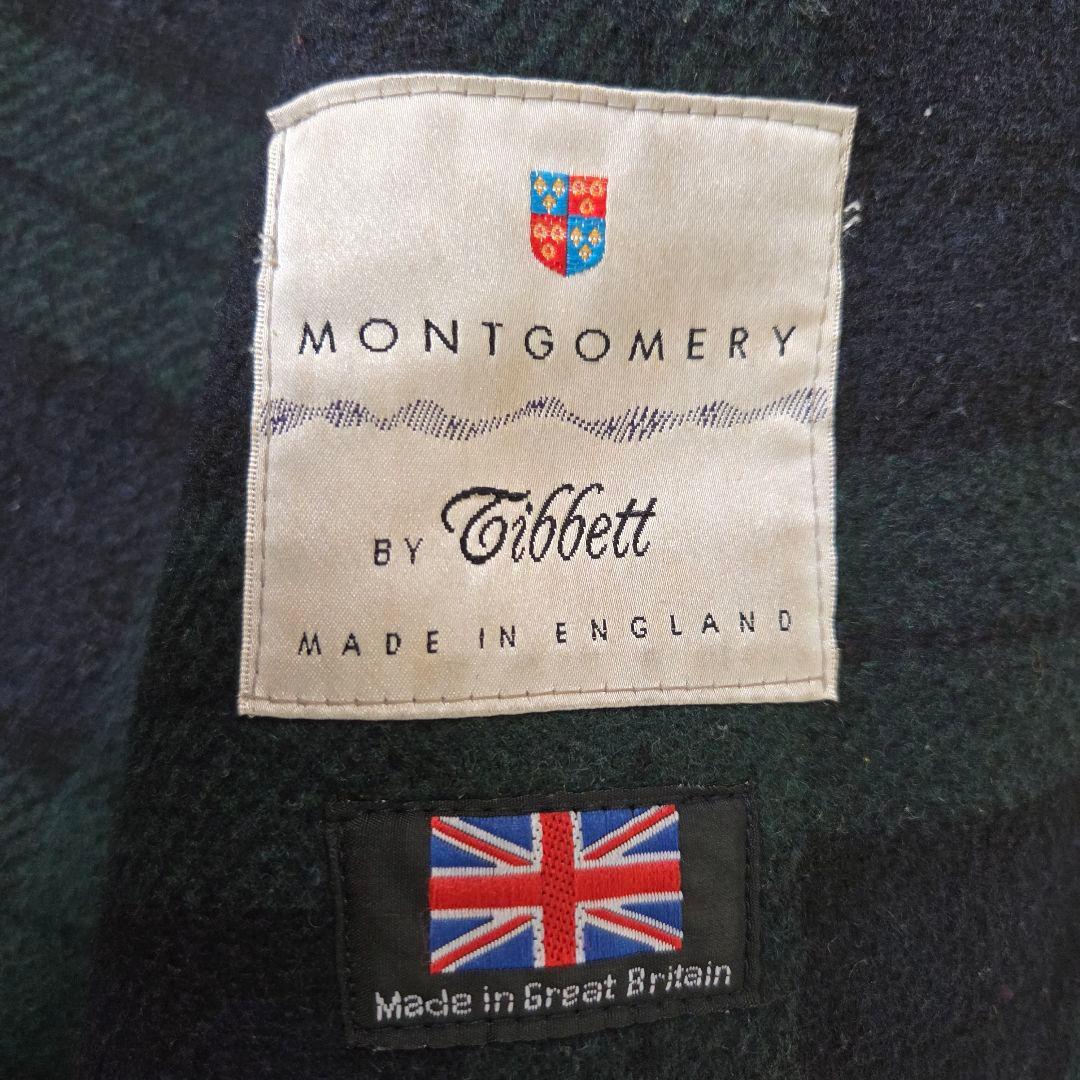 MONTGOMERY
BY Tibbett
MADE IN ENGLAND
Made in Great Britain